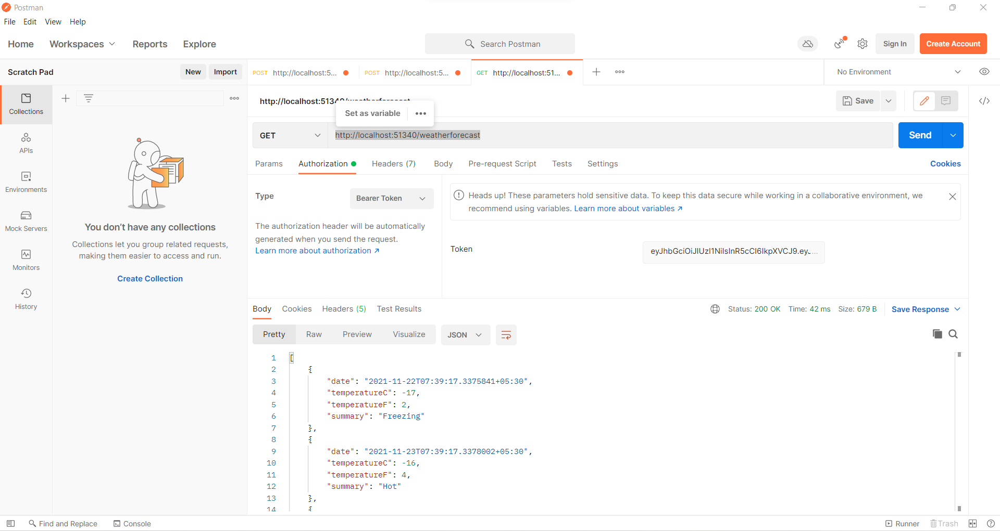 Postman
File Edit View Help
Home Workspaces Reports Explore
Search Postman
Sign In Create Account
Scratch Pad New Import
POST http://localhost:5... POST http://localhost:5... GET http://localhost:51...
No Environment
http://localhost:51340/weatherforecast
Save
Set as variable
GET http://localhost:51340/weatherforecast Send
Params Authorization Headers (7) Body Pre-request Script Tests Settings Cookies
Collections
APIs
Environments
Mock Servers
Monitors
History
You don't have any collections
Collections let you group related requests,
making them easier to access and run.
Create Collection
Type Bearer Token
The authorization header will be automatically
generated when you send the request.
Learn more about authorization ↗
Heads up! These parameters hold sensitive data. To keep this data secure while working in a collaborative environment, we
recommend using variables. Learn more about variables ↗
Token eyJhbGciOiJIUzI1NiIsInR5cCI6IkpXVCJ9.ey...
Body Cookies Headers (5) Test Results
Status: 200 OK Time: 42 ms Size: 679 B Save Response
Pretty Raw Preview Visualize JSON
1 [
2 {
3 "date": "2021-11-22T07:39:17.3375841+05:30",
4 "temperatureC": -17,
5 "temperatureF": 2,
6 "summary": "Freezing"
7 },
8 {
9 "date": "2021-11-23T07:39:17.3378002+05:30",
10 "temperatureC": -16,
11 "temperatureF": 4,
12 "summary": "Hot"
13 },
14 {
Find and Replace Console
Runner Trash